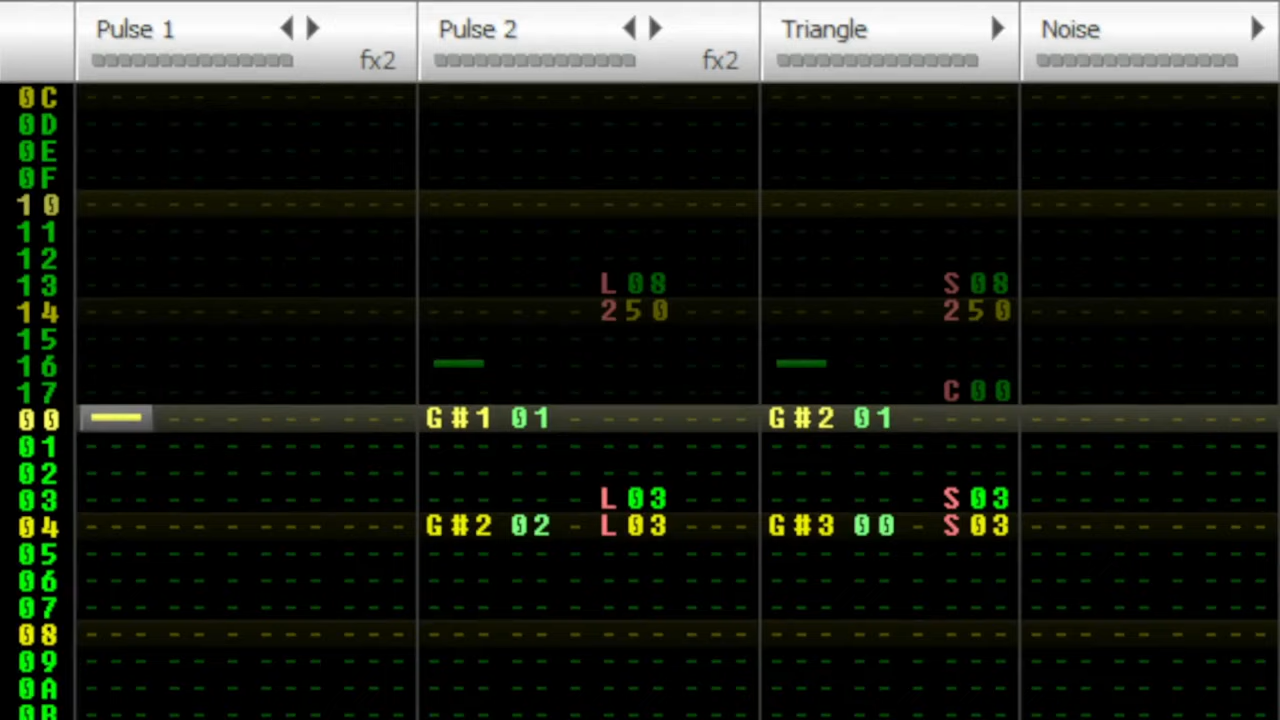 Pulse 1 Pulse 2 Triangle Noise
fx2 fx2
0C
0D
0E
0F
10
11
12
13 L08 S08
14 250 250
15
16
17 C00
00 G#1 01 G#2 01
01
02
03 L03 S03
04 G#2 02 L03 G#3 00 S03
05
06
07
08
09
0A
0B